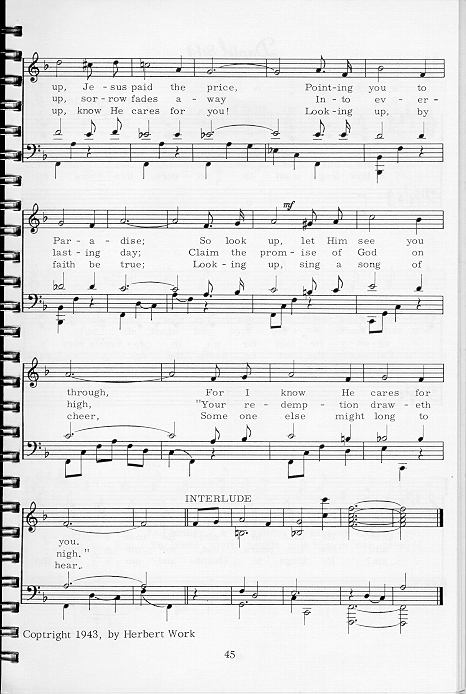 up, Je - sus paid the price, Point-ing you to
up, sor-row fades a - way In - to ev - er -
up, know He cares for you! Look-ing up, by
mf
Par - a - dise; So look up, let Him see you
last - ing day; Claim the prom - ise of God on
faith be true; Look - ing up, sing a song of
through, For I know He cares for
high, "Your re - demp - tion draw - eth
cheer, Some one else might long to
INTERLUDE
you.
nigh."
hear.
Coptright 1943, by Herbert Work
45